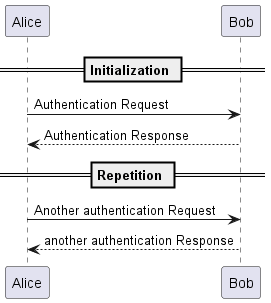 Alice Bob
Initialization
Authentication Request
Authentication Response
Repetition
Another authentication Request
another authentication Response
Alice Bob